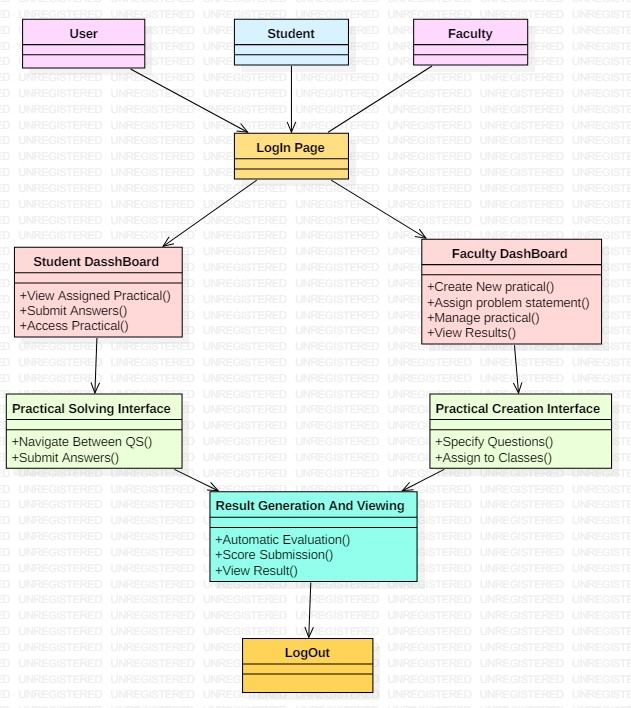 User
Student
Faculty
LogIn Page
Student DasshBoard
+View Assigned Practical()
+Submit Answers()
+Access Practical()
Faculty DashBoard
+Create New pratical()
+Assign problem statement()
+Manage practical()
+View Results()
Practical Solving Interface
+Navigate Between QS()
+Submit Answers()
Practical Creation Interface
+Specify Questions()
+Assign to Classes()
Result Generation And Viewing
+Automatic Evaluation()
+Score Submission()
+View Result()
LogOut
UNREGISTERED